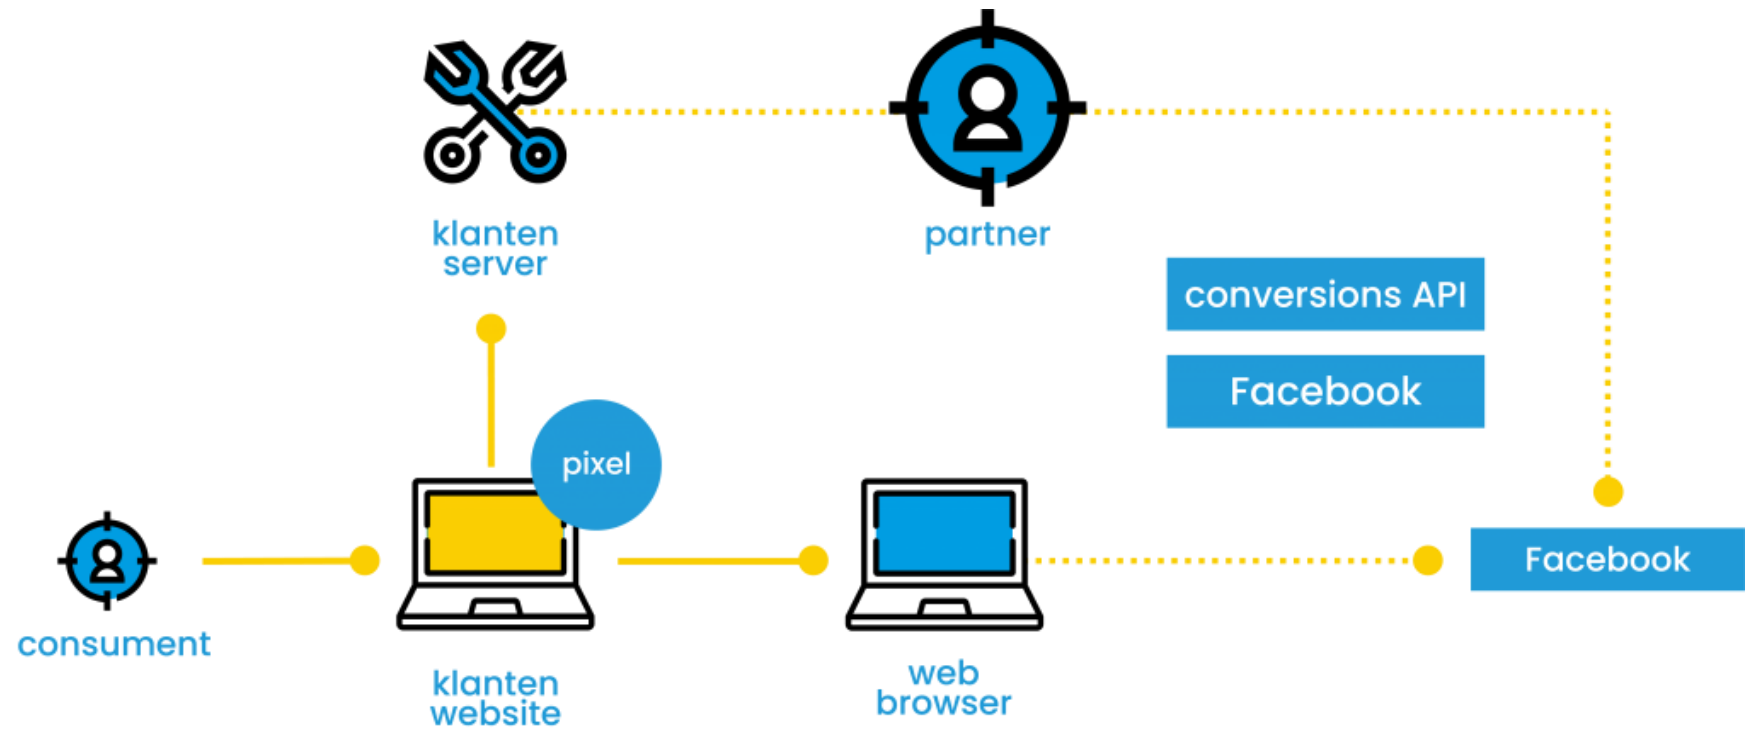 klanten
server
partner
conversions API
Facebook
pixel
Facebook
consument
klanten
website
web
browser